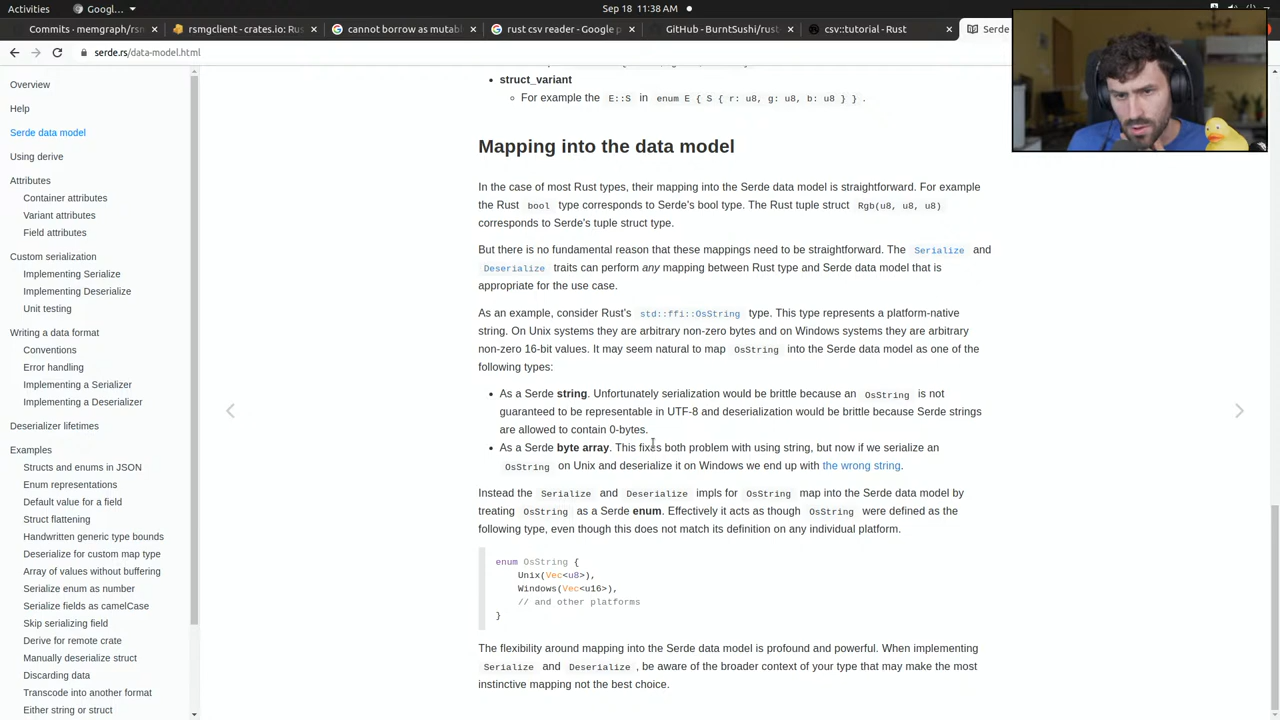 Activities
Googl...
Sep 18 11:38 AM
Commits · memgraph/rsm
rsmgclient - crates.io: Ru
cannot borrow as mutabl
rust csv reader - Google
GitHub - BurntSushi/rust
csv::tutorial - Rust
Serde
serde.rs/data-model.html
Overview
Help
Serde data model
Using derive
Attributes
Container attributes
Variant attributes
Field attributes
Custom serialization
Implementing Serialize
Implementing Deserialize
Unit testing
Writing a data format
Conventions
Error handling
Implementing a Serializer
Implementing a Deserializer
Deserializer lifetimes
Examples
Structs and enums in JSON
Enum representations
Default value for a field
Struct flattening
Handwritten generic type bounds
Deserialize for custom map type
Array of values without buffering
Serialize enum as number
Serialize fields as camelCase
Skip serializing field
Derive for remote crate
Manually deserialize struct
Discarding data
Transcode into another format
Either string or struct
struct_variant
For example the E::S in enum E { S { r: u8, g: u8, b: u8 } } .
Mapping into the data model
In the case of most Rust types, their mapping into the Serde data model is straightforward. For example
the Rust bool type corresponds to Serde's bool type. The Rust tuple struct Rgb(u8, u8, u8)
corresponds to Serde's tuple struct type.
But there is no fundamental reason that these mappings need to be straightforward. The Serialize and
Deserialize traits can perform any mapping between Rust type and Serde data model that is
appropriate for the use case.
As an example, consider Rust's std::ffi::OsString type. This type represents a platform-native
string. On Unix systems they are arbitrary non-zero bytes and on Windows systems they are arbitrary
non-zero 16-bit values. It may seem natural to map OsString into the Serde data model as one of the
following types:
As a Serde string. Unfortunately serialization would be brittle because an OsString is not
guaranteed to be representable in UTF-8 and deserialization would be brittle because Serde strings
are allowed to contain 0-bytes.
As a Serde byte array. This fixes both problem with using string, but now if we serialize an
OsString on Unix and deserialize it on Windows we end up with the wrong string.
Instead the Serialize and Deserialize impls for OsString map into the Serde data model by
treating OsString as a Serde enum. Effectively it acts as though OsString were defined as the
following type, even though this does not match its definition on any individual platform.
enum OsString {
Unix(Vec<u8>),
Windows(Vec<u16>),
// and other platforms
}
The flexibility around mapping into the Serde data model is profound and powerful. When implementing
Serialize and Deserialize , be aware of the broader context of your type that may make the most
instinctive mapping not the best choice.